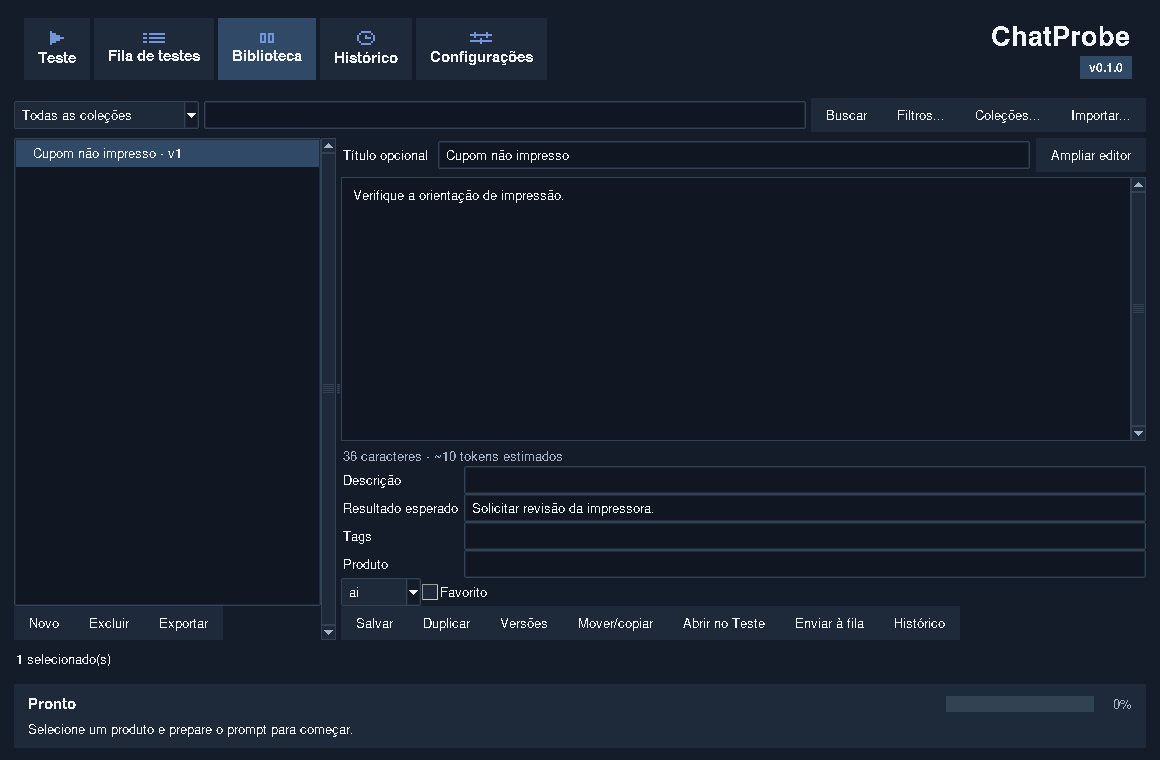 Teste
Fila de testes
Biblioteca
Histórico
Configurações
ChatProbe
v0.1.0
Todas as coleções
Buscar
Filtros...
Coleções...
Importar...
Cupom não impresso - v1
Título opcional
Cupom não impresso
Ampliar editor
Verifique a orientação de impressão.
36 caracteres - ~10 tokens estimados
Descrição
Resultado esperado
Solicitar revisão da impressora.
Tags
Produto
ai
Favorito
Novo
Excluir
Exportar
Salvar
Duplicar
Versões
Mover/copiar
Abrir no Teste
Enviar à fila
Histórico
1 selecionado(s)
Pronto
0%
Selecione um produto e prepare o prompt para começar.